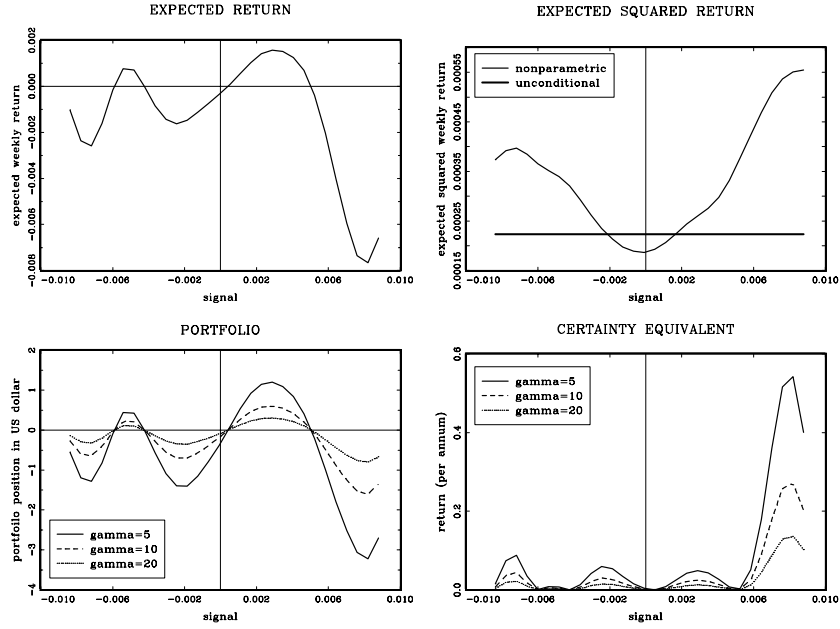 EXPECTED RETURN
expected weekly return
0.002
0.000
-0.002
-0.004
-0.006
-0.008
-0.010 -0.006 -0.002 0.002 0.006 0.010
signal
EXPECTED SQUARED RETURN
expected squared weekly return
0.00055
0.00045
0.00035
0.00025
0.00015
nonparametric
unconditional
-0.010 -0.006 -0.002 0.002 0.006 0.010
signal
PORTFOLIO
portfolio position in US dollar
2
1
0
-1
-2
-3
-4
gamma=5
gamma=10
gamma=20
-0.010 -0.006 -0.002 0.002 0.006 0.010
signal
CERTAINTY EQUIVALENT
return (per annum)
0.6
0.4
0.2
0.0
gamma=5
gamma=10
gamma=20
-0.010 -0.006 -0.002 0.002 0.006 0.010
signal